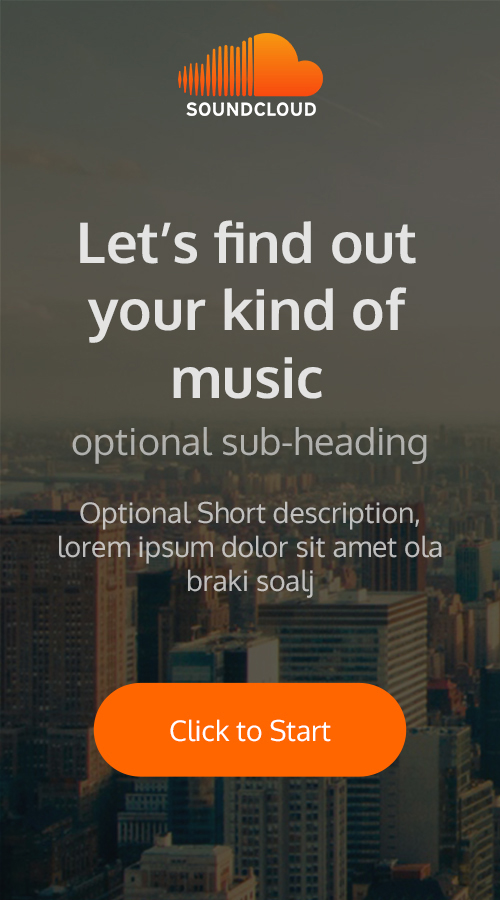 SOUNDCLOUD
Let’s find out
your kind of
music
optional sub-heading
Optional Short description,
lorem ipsum dolor sit amet ola
braki soalj
Click to Start